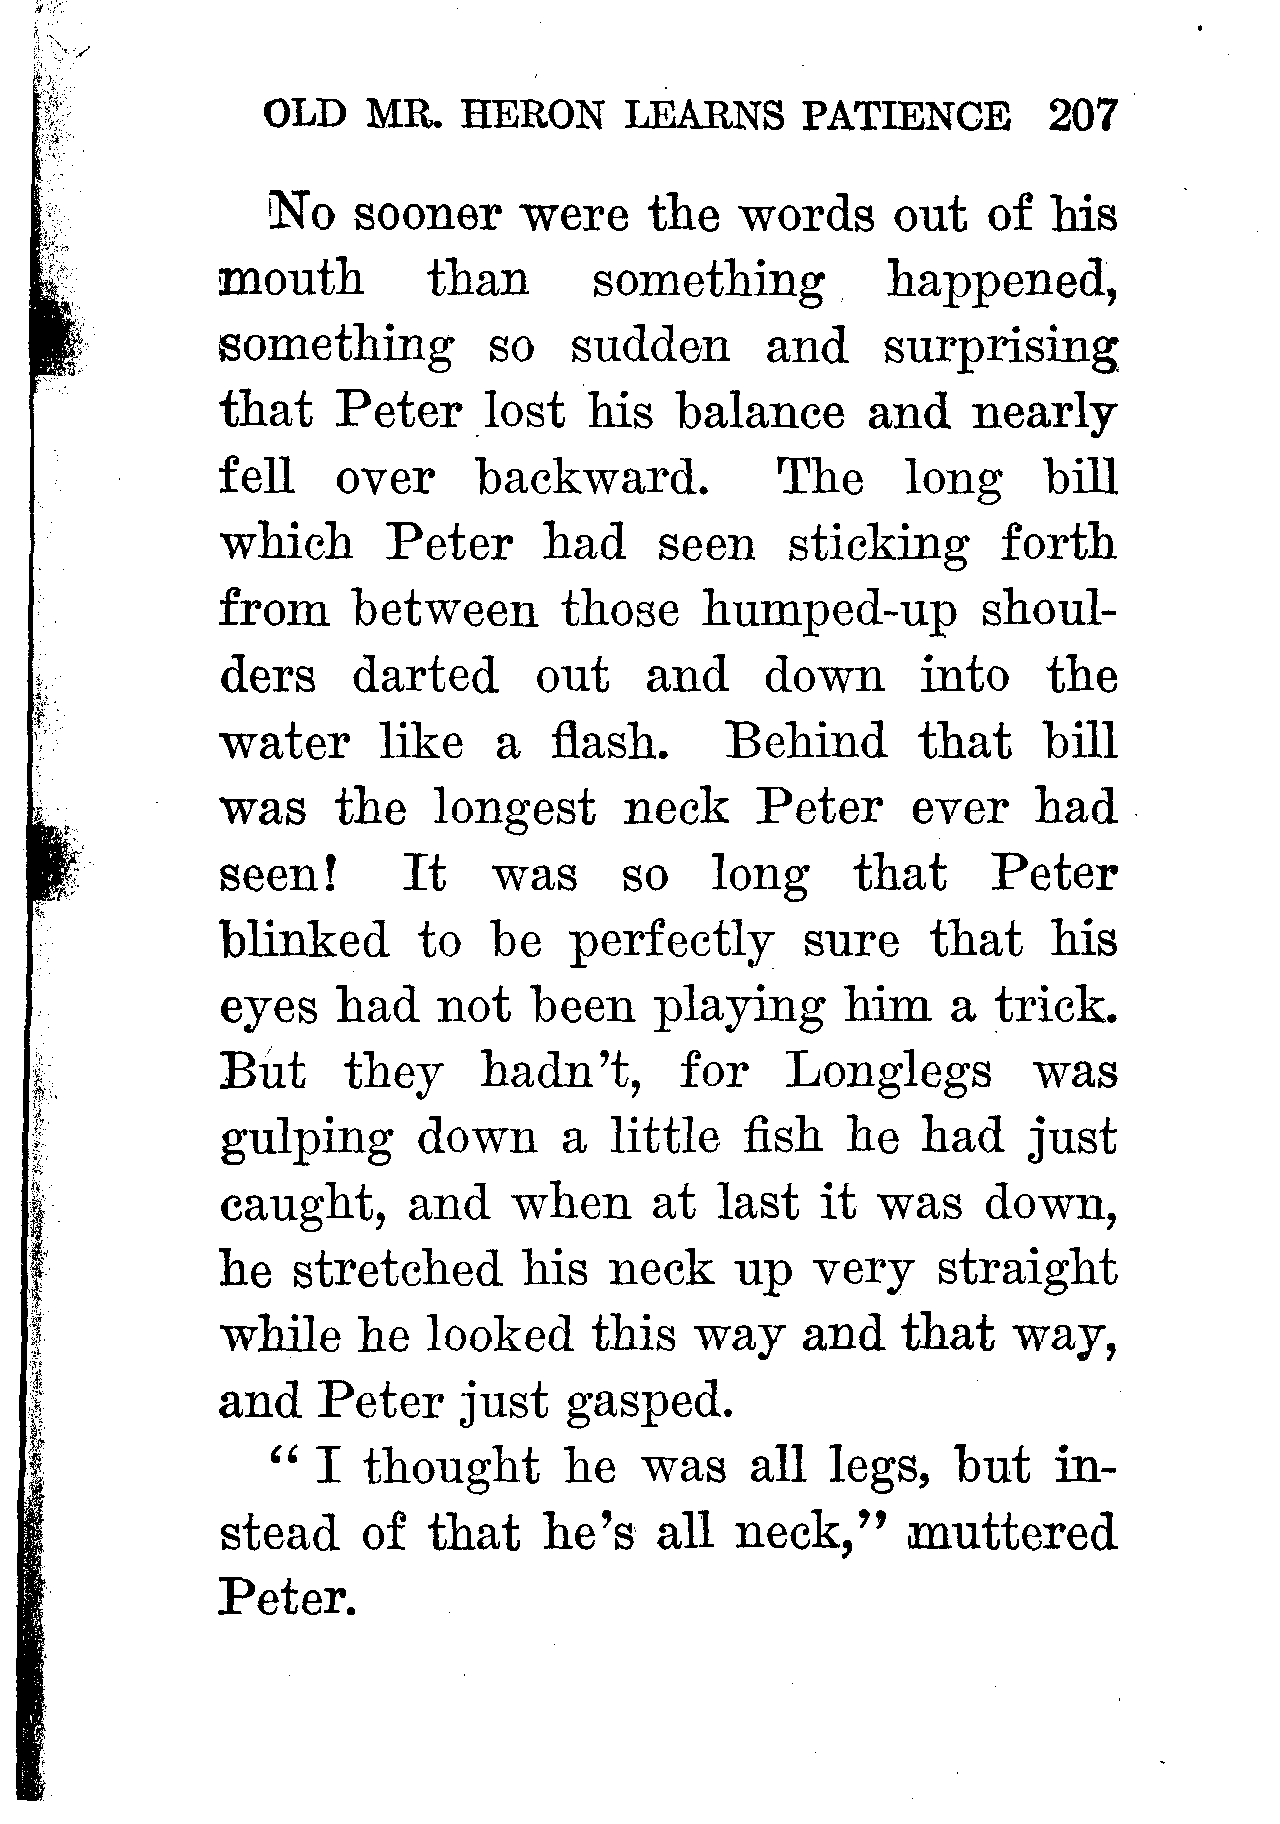 OLD MR. HERON LEARNS PATIENCE 207
No sooner were the words out of his
mouth than something happened,
something so sudden and surprising
that Peter lost his balance and nearly
fell over backward. The long bill
which Peter had seen sticking forth
from between those humped-up shoul-
ders darted out and down into the
water like a flash. Behind that bill
was the longest neck Peter ever had
seen! It was so long that Peter
blinked to be perfectly sure that his
eyes had not been playing him a trick.
But they hadn't, for Longlegs was
gulping down a little fish he had just
caught, and when at last it was down,
he stretched his neck up very straight
while he looked this way and that way,
and Peter just gasped.
" I thought he was all legs, but in-
stead of that he's all neck," muttered
Peter.